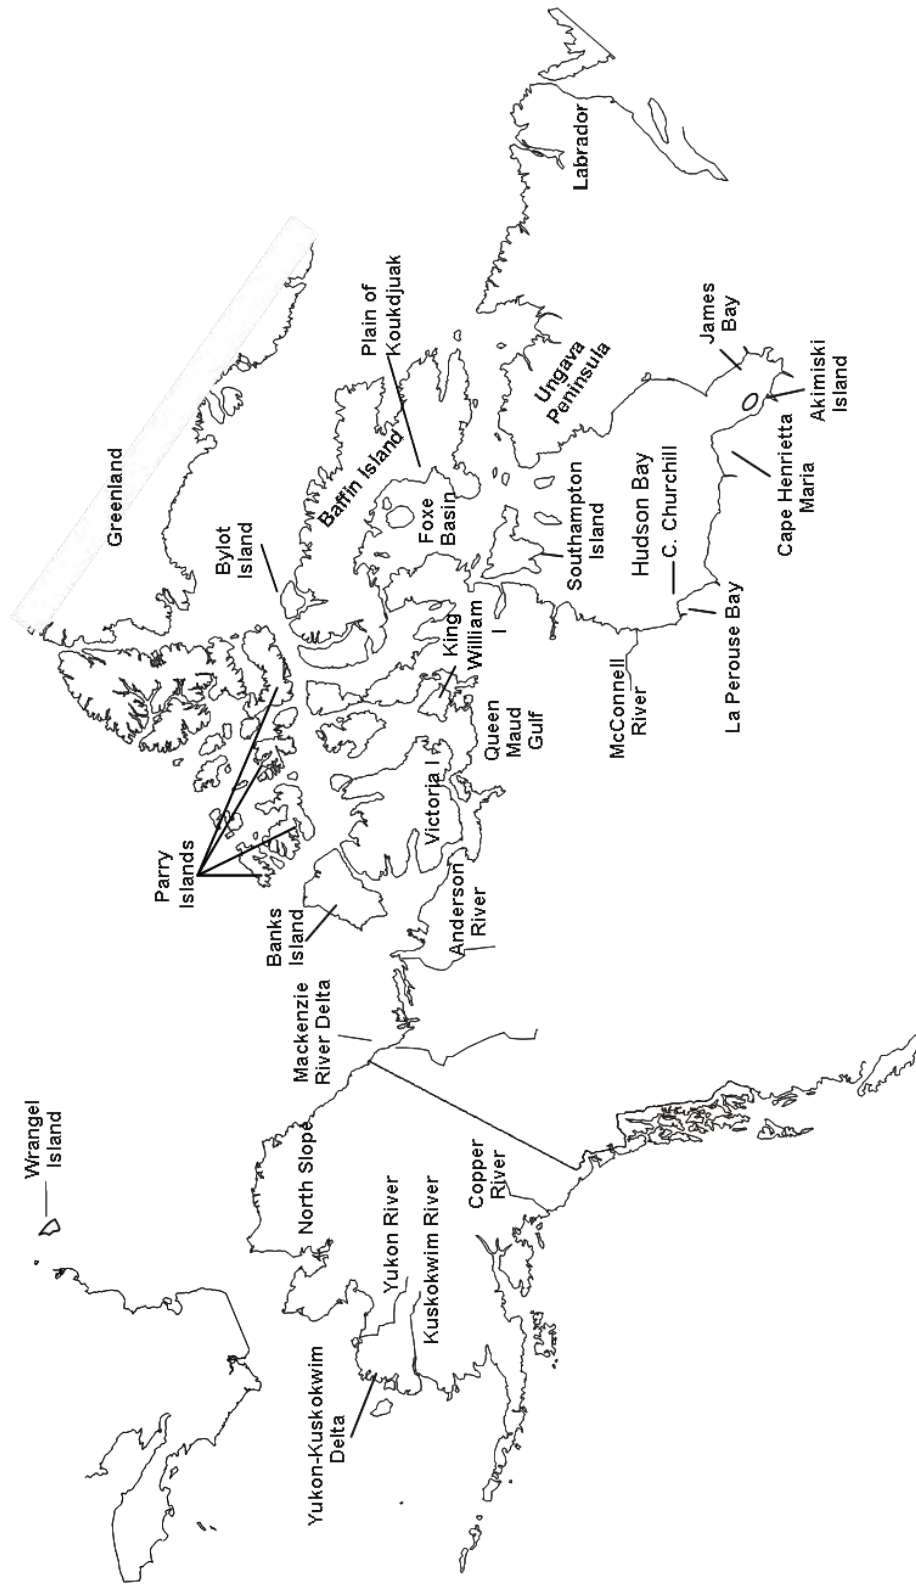 Wrangel
Island
North Slope
Yukon-Kuskokwim
Delta
Yukon River
Kuskokwim River
Copper
River
Mackenzie
River Delta
Banks
Island
Parry
Islands
Anderson
River
Victoria I
Queen
Maud
Gulf
King
William
I
Bylot
Island
Greenland
Baffin Island
Foxe
Basin
Plain of
Koukdjuak
Southampton
Island
Ungava
Peninsula
Labrador
Hudson Bay
C. Churchill
McConnell
River
La Perouse Bay
Cape Henrietta
Maria
Akimiski
Island
James
Bay